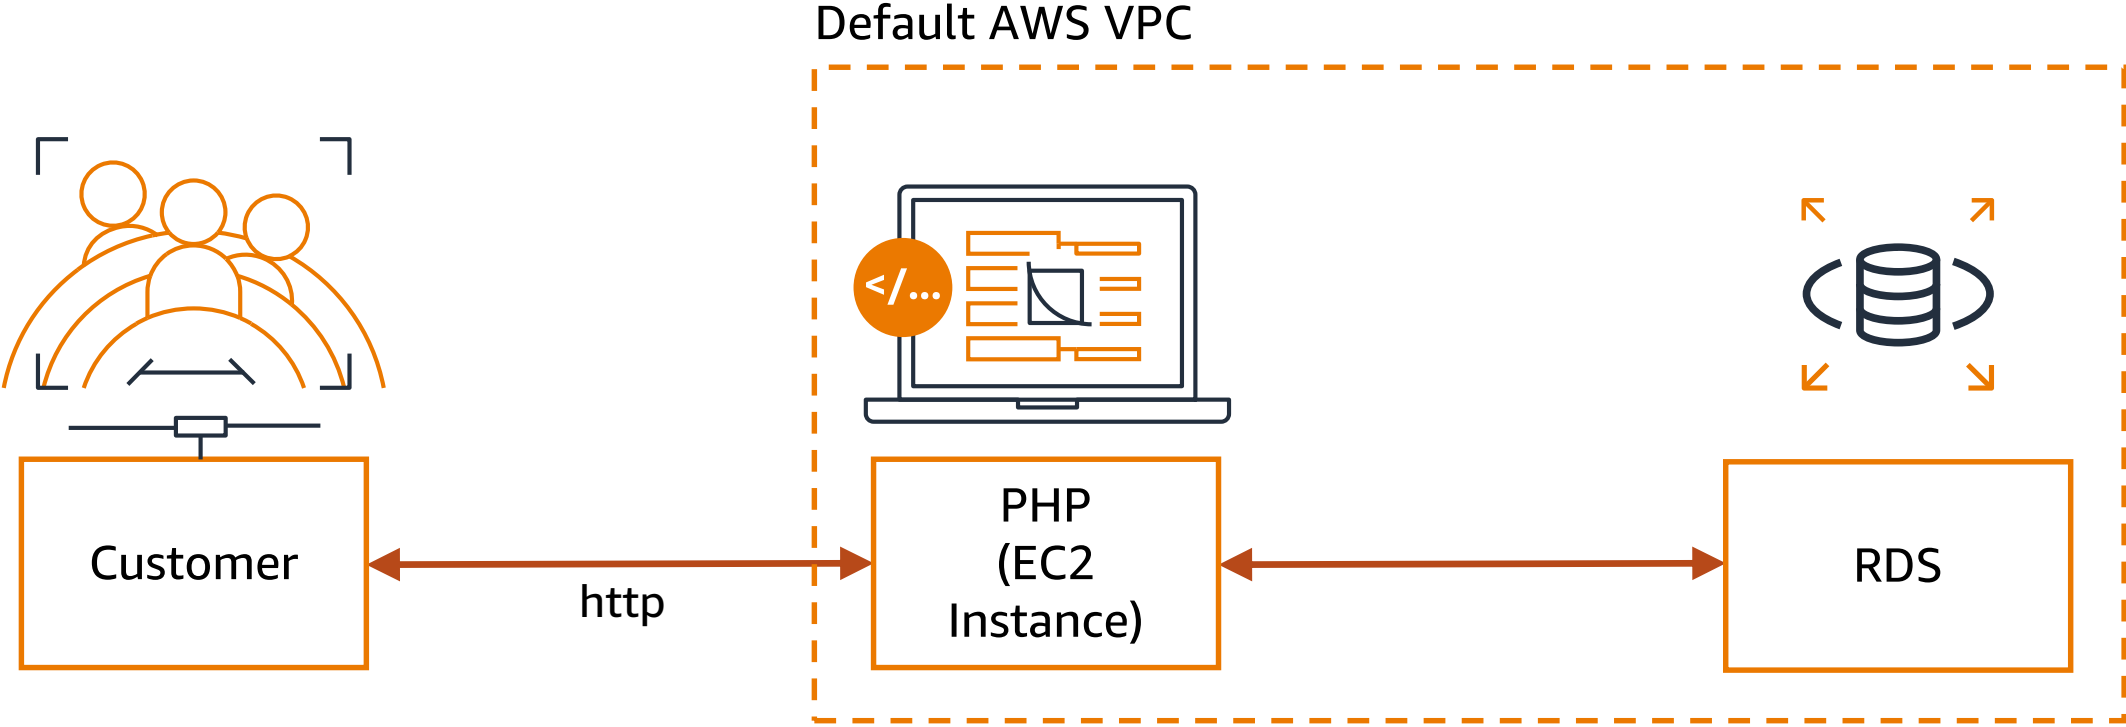 Default AWS VPC
</...
Customer
http
PHP
(EC2
Instance)
RDS